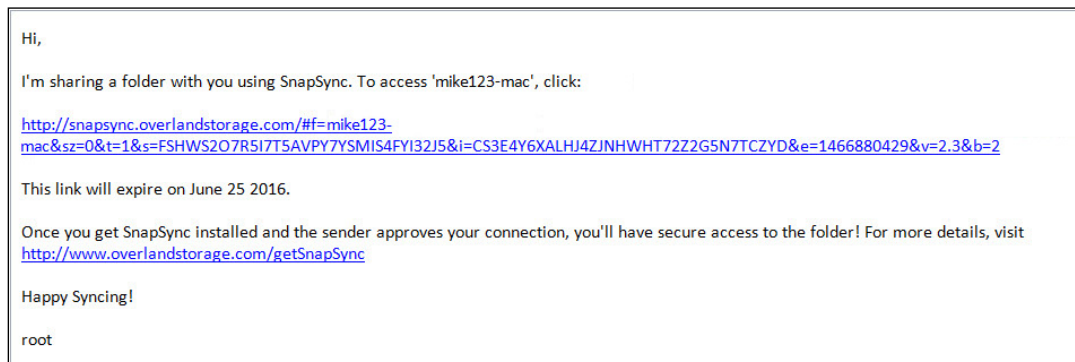 Hi,
I'm sharing a folder with you using SnapSync. To access 'mike123-mac', click:
http://snapsync.overlandstorage.com/#f=mike123-
mac&sz=0&t=1&s=FSHWS2O7R5I7T5AVPY7YSMIS4FYI32J5&i=CS3E4Y6XALHJ4ZJNHWHT72Z2G5N7TCZYD&e=1466880429&v=2.3&b=2
This link will expire on June 25 2016.
Once you get SnapSync installed and the sender approves your connection, you'll have secure access to the folder! For more details, visit
http://www.overlandstorage.com/getSnapSync
Happy Syncing!
root